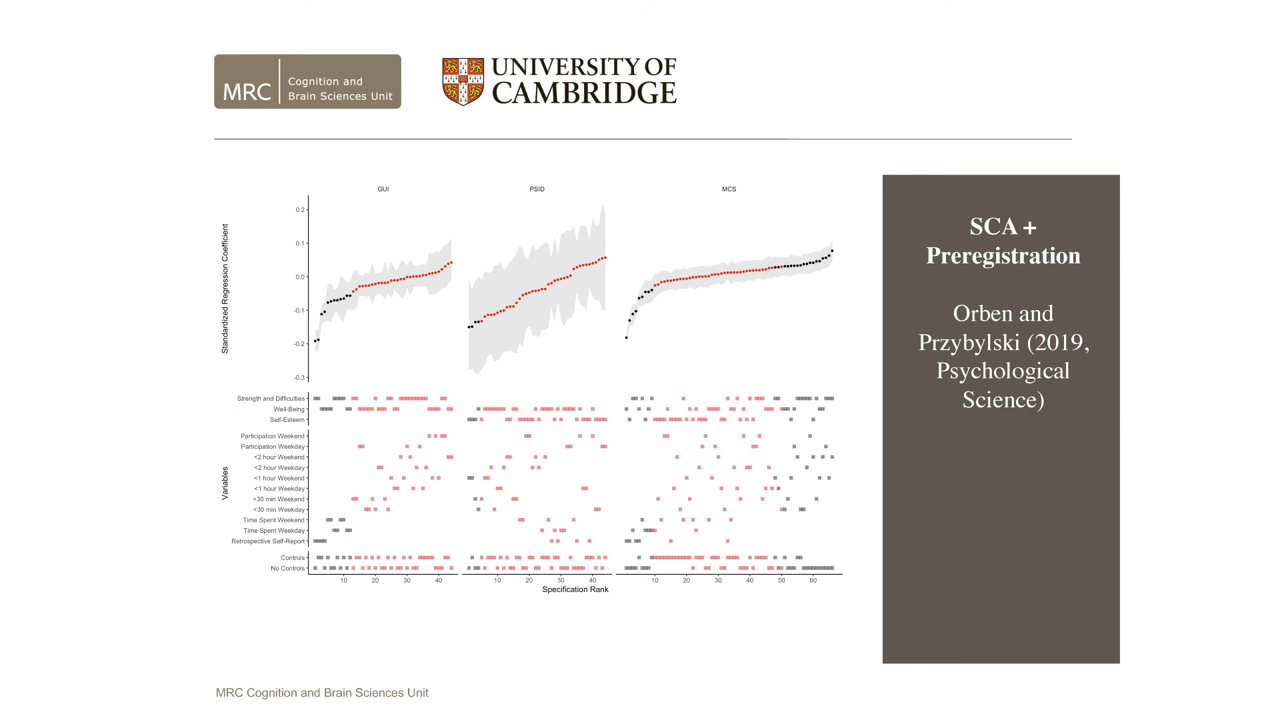 MRC
Cognition and
Brain Sciences Unit
UNIVERSITY OF
CAMBRIDGE
GUI
PSID
MCS
Standardized Regression Coefficient
0.2
0.1
0.0
-0.1
-0.2
-0.3
Variables
Strength and Difficulties
Well-Being
Self-Esteem
Participation Weekend
Participation Weekday
<2 hour Weekend
<2 hour Weekday
<1 hour Weekend
<1 hour Weekday
<30 min Weekend
<30 min Weekday
Time Spent Weekend
Time Spent Weekday
Retrospective Self-Report
Controls
No Controls
10 20 30 40
10 20 30 40
10 20 30 40 50 60
Specification Rank
SCA +
Preregistration
Orben and
Przybylski (2019,
Psychological
Science)
MRC Cognition and Brain Sciences Unit